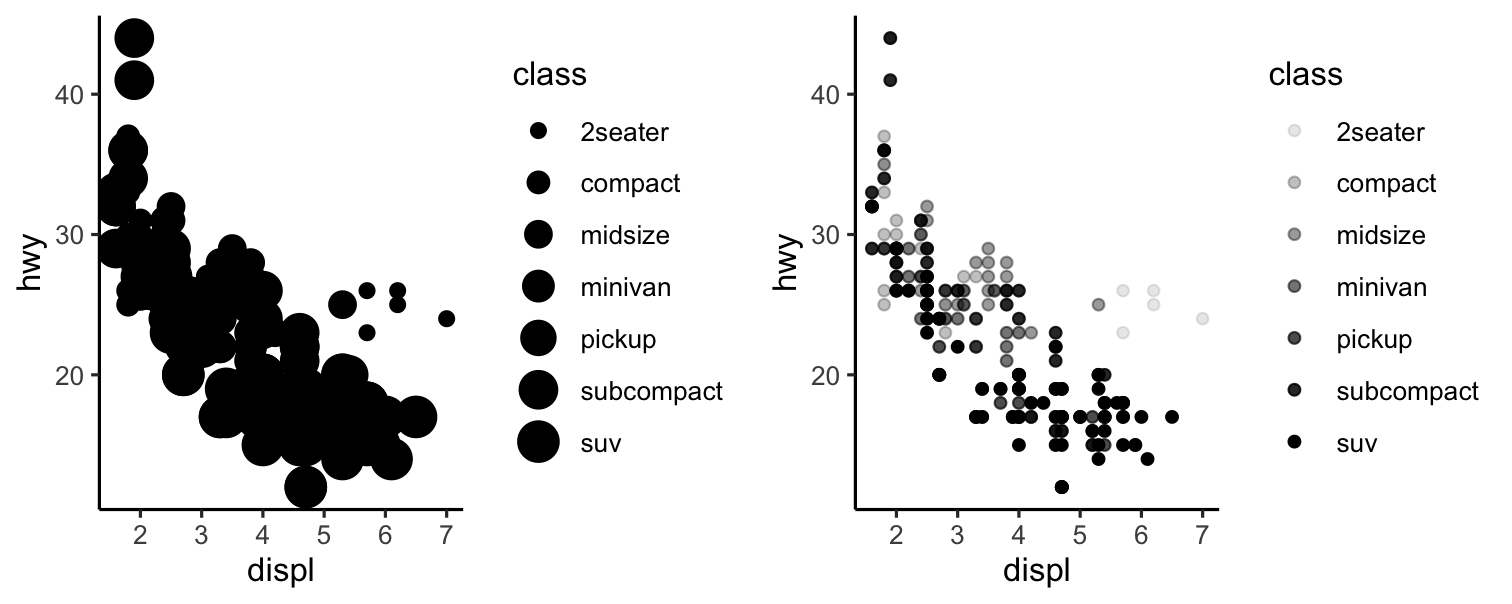 class
2seater
compact
midsize
minivan
pickup
subcompact
suv
hwy
40
30
20
2 3 4 5 6 7
displ
class
2seater
compact
midsize
minivan
pickup
subcompact
suv
hwy
40
30
20
2 3 4 5 6 7
displ